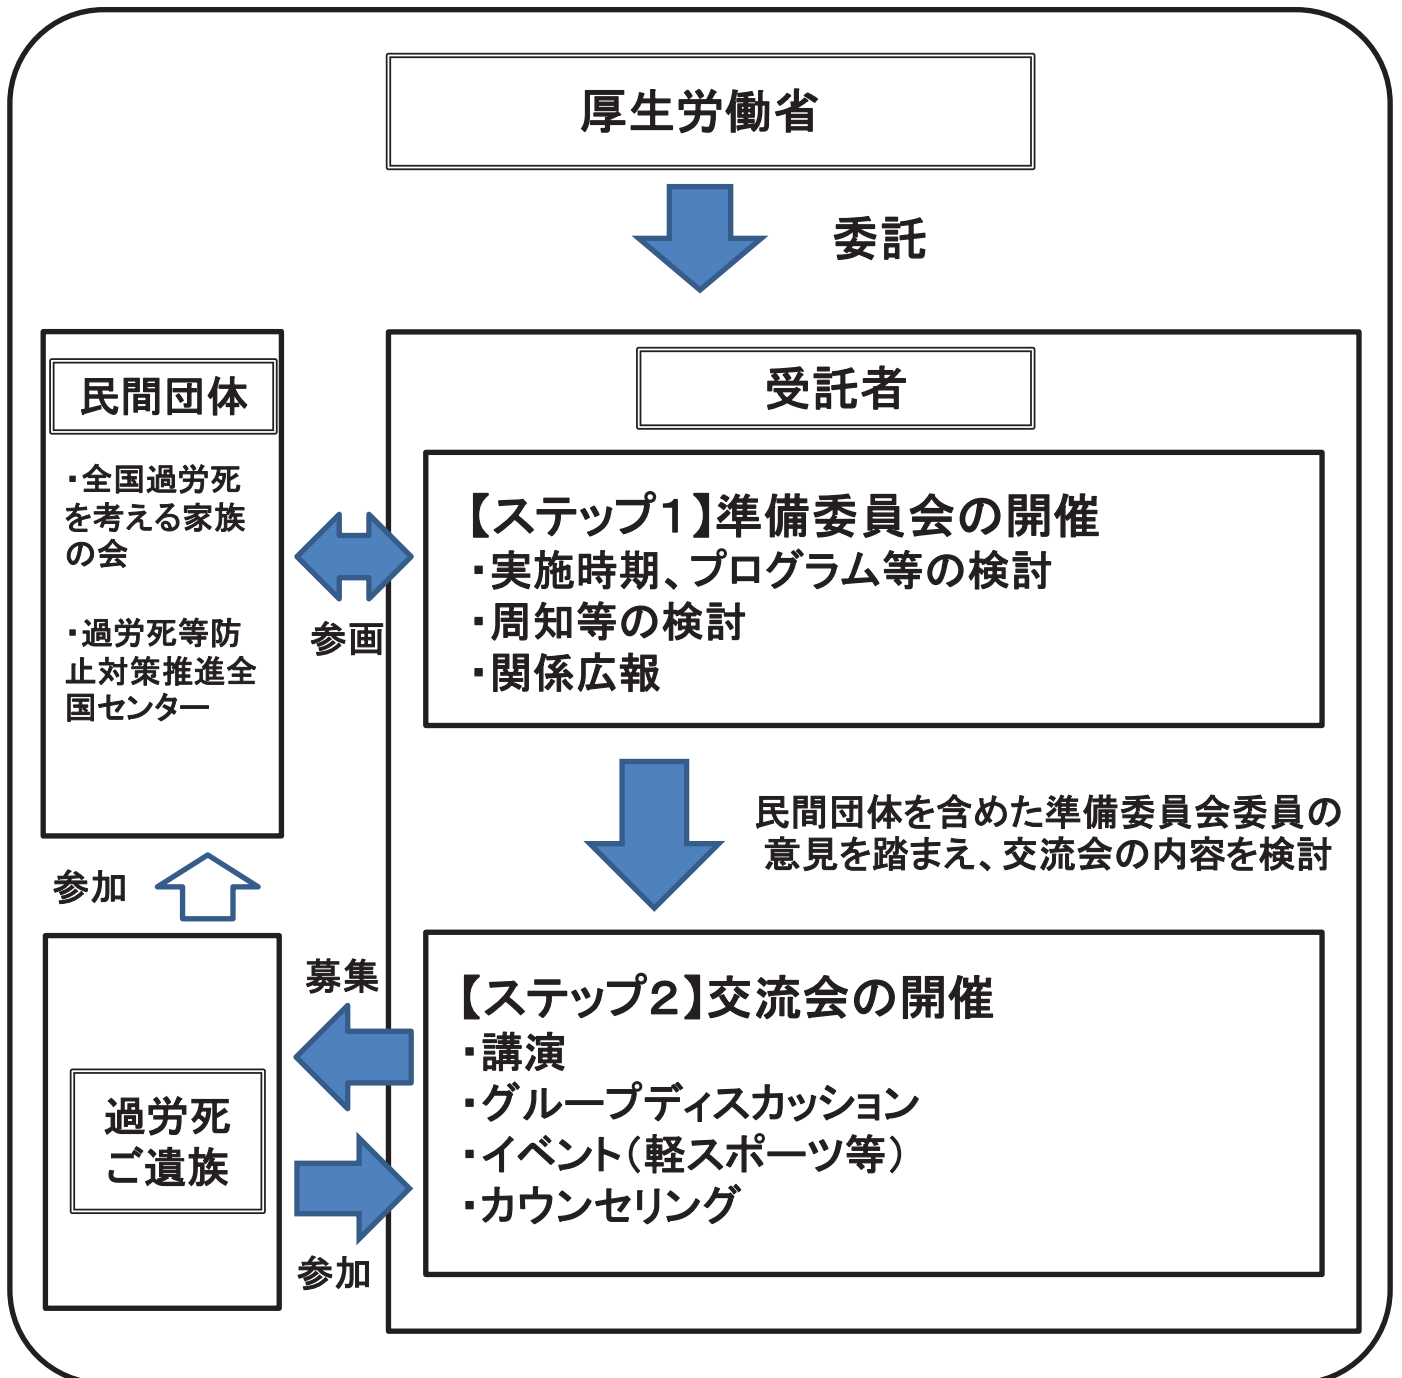 厚生労働省
委託
民間団体
・全国過労死
を考える家族
の会
・過労死等防
止対策推進全
国センター
参画
受託者
【ステップ１】準備委員会の開催
・実施時期、プログラム等の検討
・周知等の検討
・関係広報
民間団体を含めた準備委員会委員の
意見を踏まえ、交流会の内容を検討
参加
過労死
ご遺族
募集
参加
【ステップ２】交流会の開催
・講演
・グループディスカッション
・イベント（軽スポーツ等）
・カウンセリング